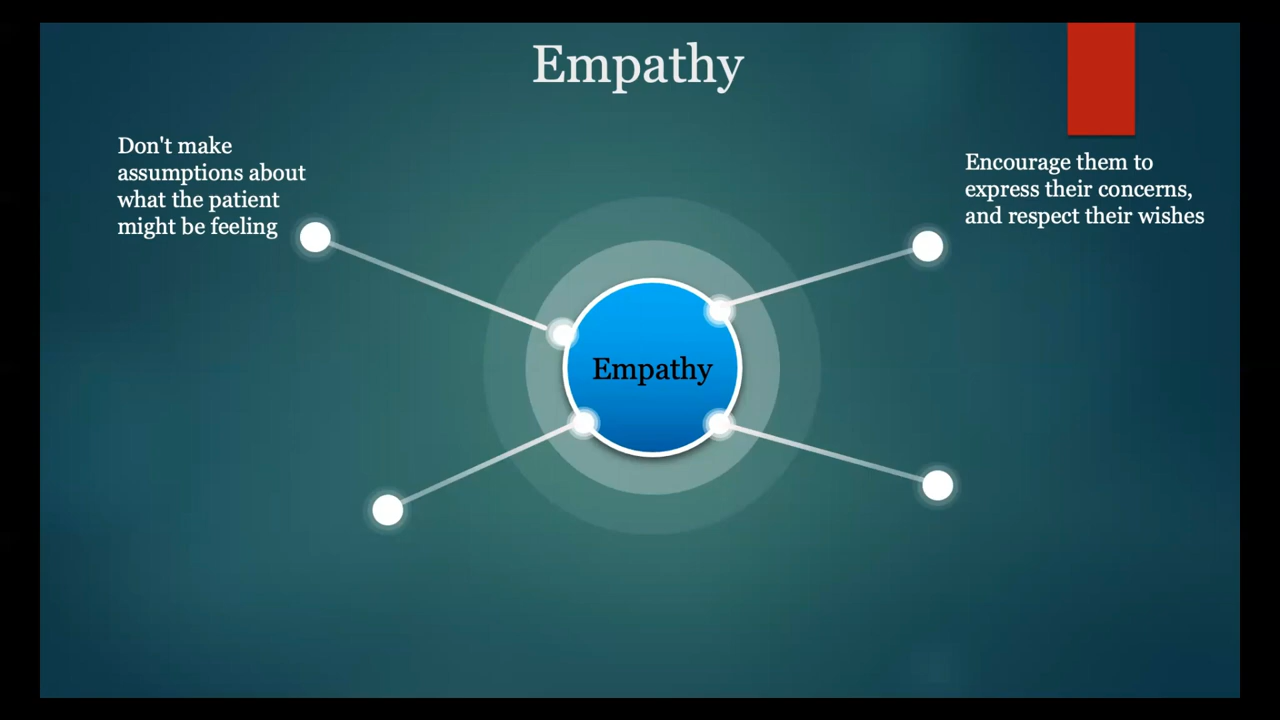 Empathy
Don't make
assumptions about
what the patient
might be feeling
Encourage them to
express their concerns,
and respect their wishes
Empathy